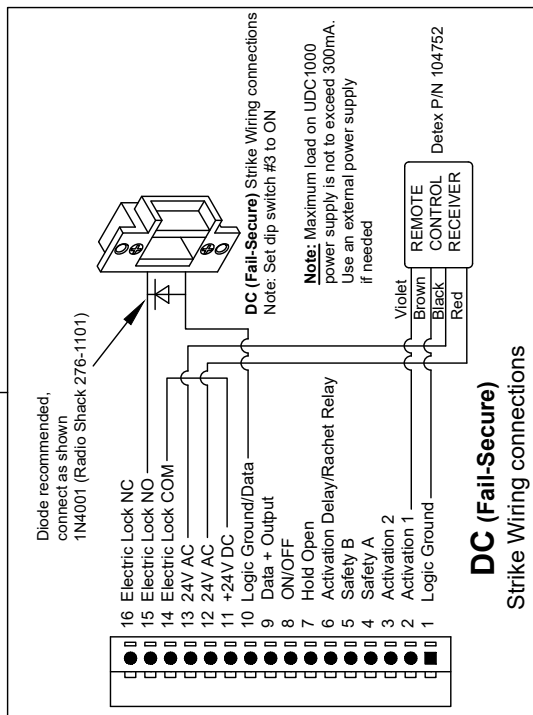 Diode recommended,
connect as shown
1N4001 (Radio Shack 276-1101)
16 Electric Lock NC
15 Electric Lock NO
14 Electric Lock COM
13 24V AC
12 24V AC
11 +24V DC
10 Logic Ground/Data
9 Data + Output
8 ON/OFF
7 Hold Open
6 Activation Delay/Rachet Relay
5 Safety B
4 Safety A
3 Activation 2
2 Activation 1
1 Logic Ground
DC (Fail-Secure) Strike Wiring connections
Note: Set dip switch #3 to ON
Note: Maximum load on UDC1000
power supply is not to exceed 300mA.
Use an external power supply
if needed
Violet
Brown
Black
Red
REMOTE
CONTROL
RECEIVER
Detex P/N 104752
DC (Fail-Secure)
Strike Wiring connections